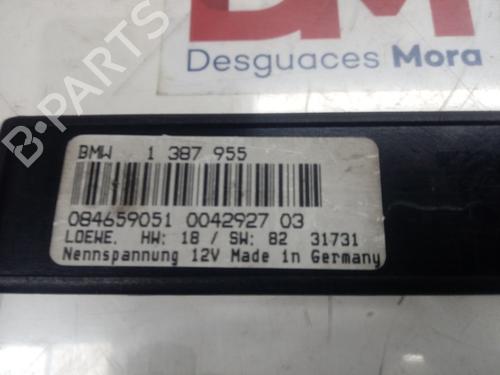 DM
Desguaces Mora
B-PARTS
BMW 1 387 955
084659051 0042927 03
LOEWE. HW: 18 / SW: 82 31731
Nennspannung 12V Made in Germany